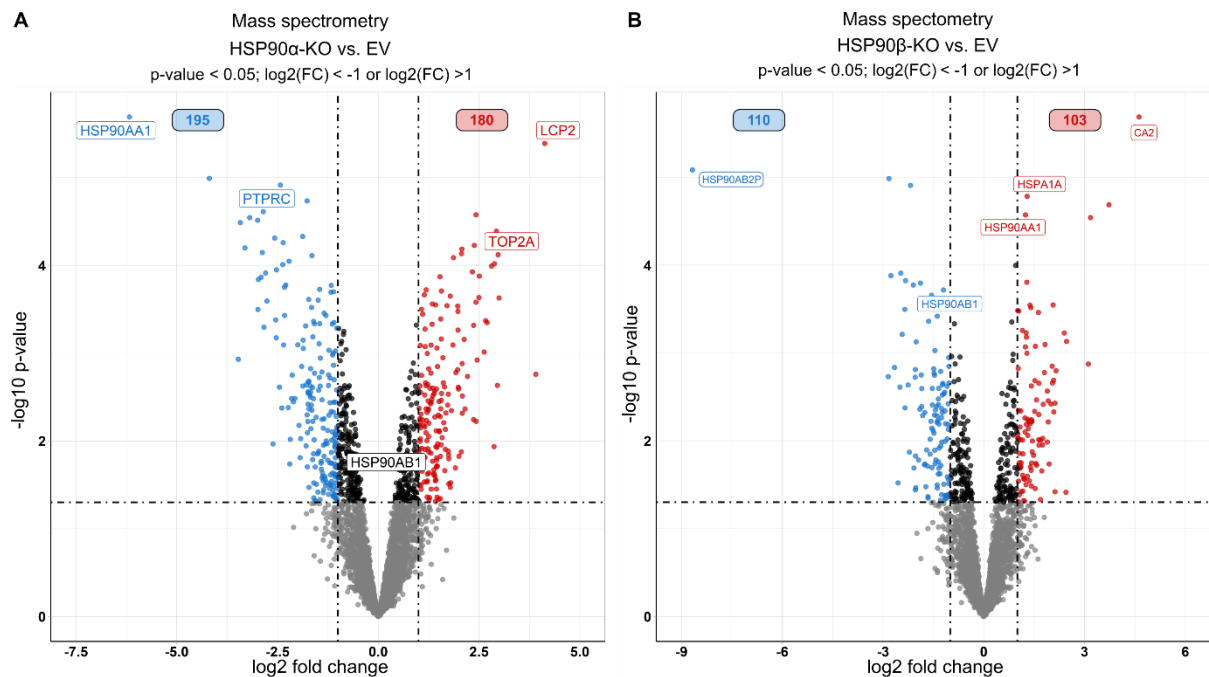 A
Mass spectrometry
HSP90α-KO vs. EV
p-value < 0.05; log2(FC) < -1 or log2(FC) >1
195
180
HSP90AA1
LCP2
PTPRC
TOP2A
HSP90AB1
-log10 p-value
4
2
0
-7.5
-5.0
-2.5
0.0
2.5
5.0
log2 fold change
B
Mass spectometry
HSP90β-KO vs. EV
p-value < 0.05; log2(FC) < -1 or log2(FC) >1
110
103
CA2
HSP90AB2P
HSPA1A
HSP90AA1
HSP90AB1
-log10 p-value
4
2
0
-9
-6
-3
0
3
6
log2 fold change